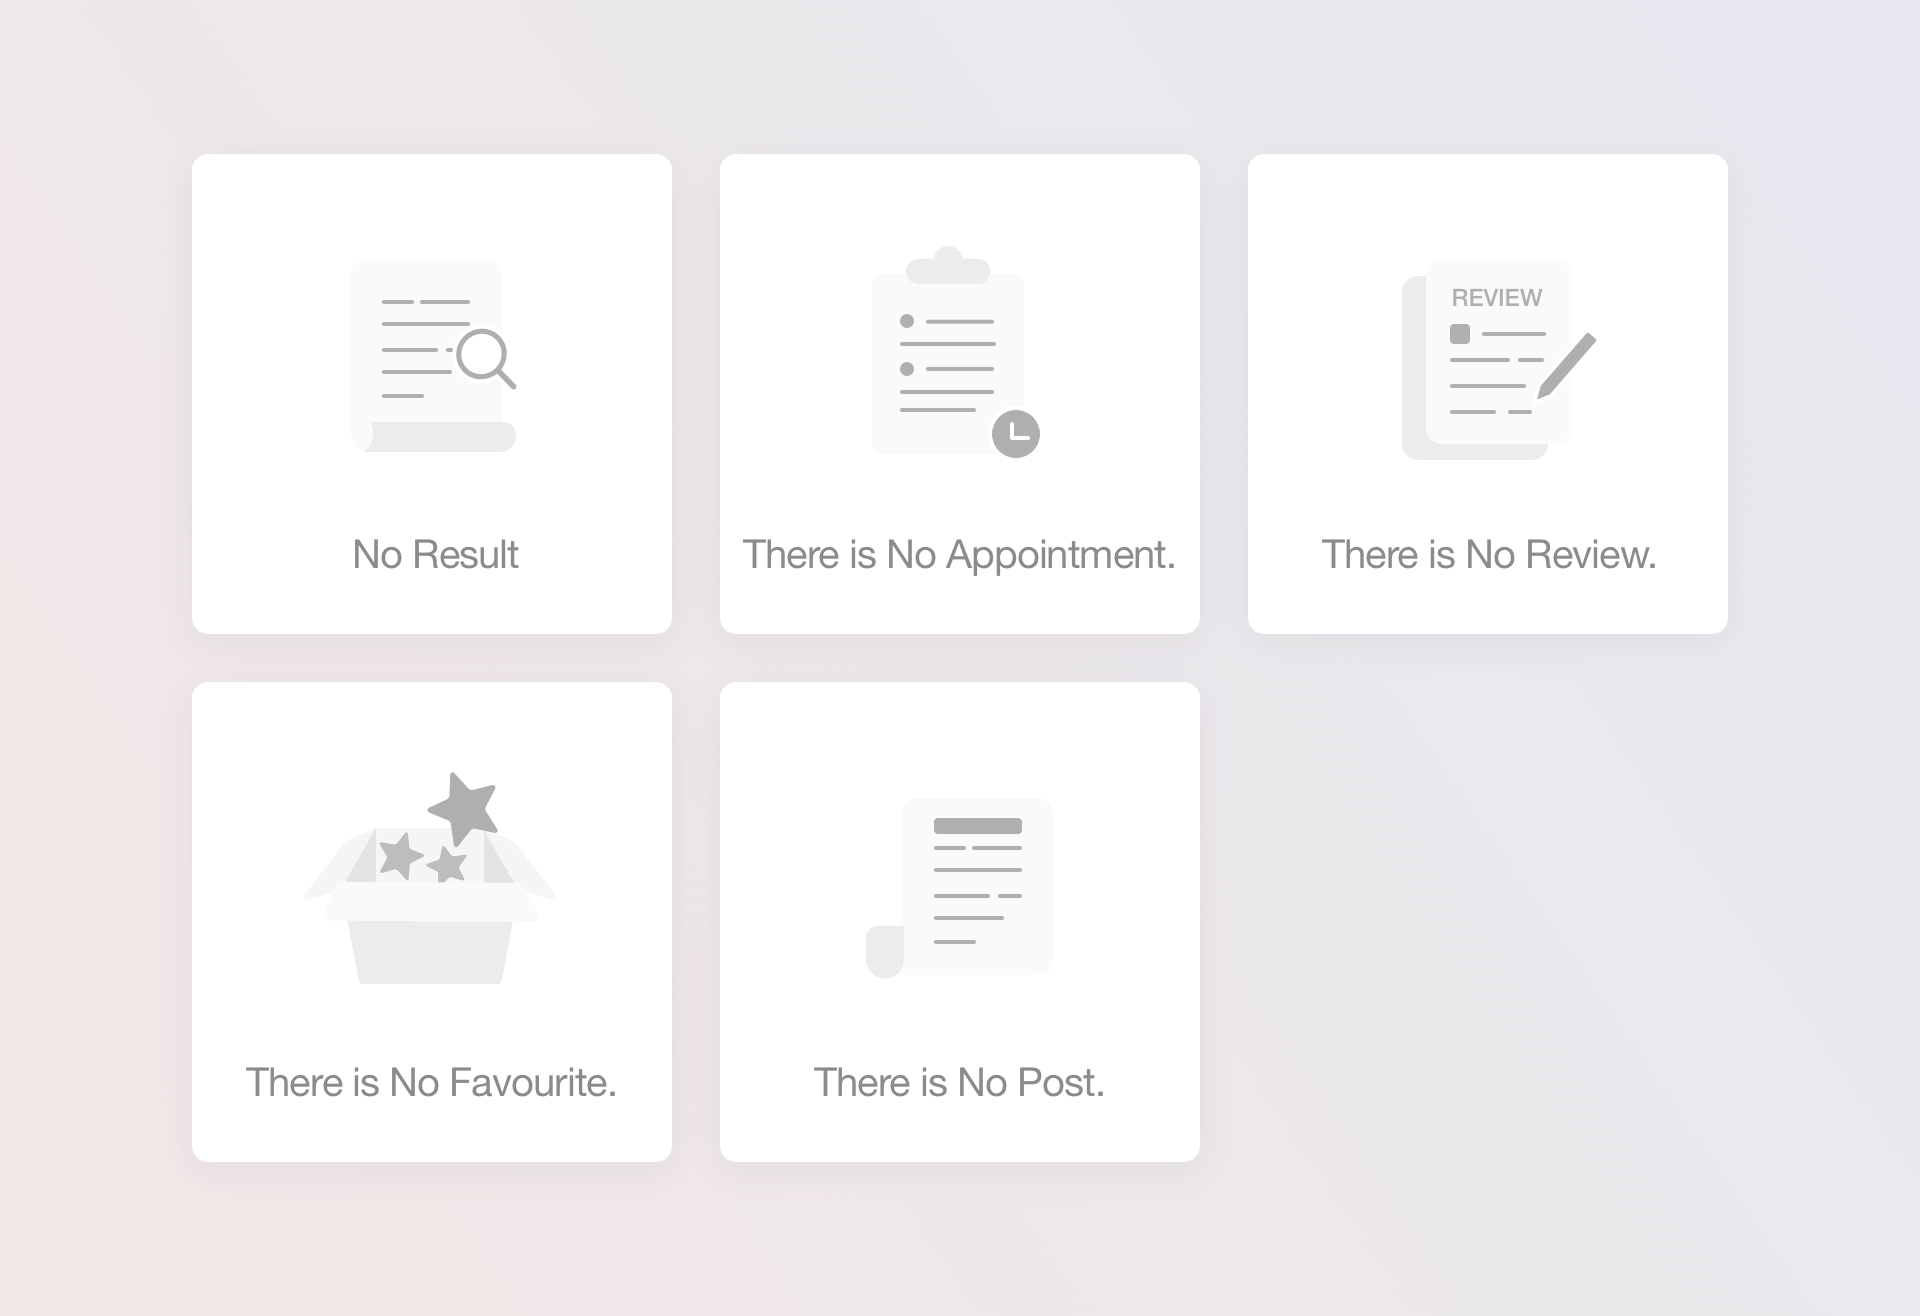 No Result
There is No Appointment.
REVIEW
There is No Review.
There is No Favourite.
There is No Post.